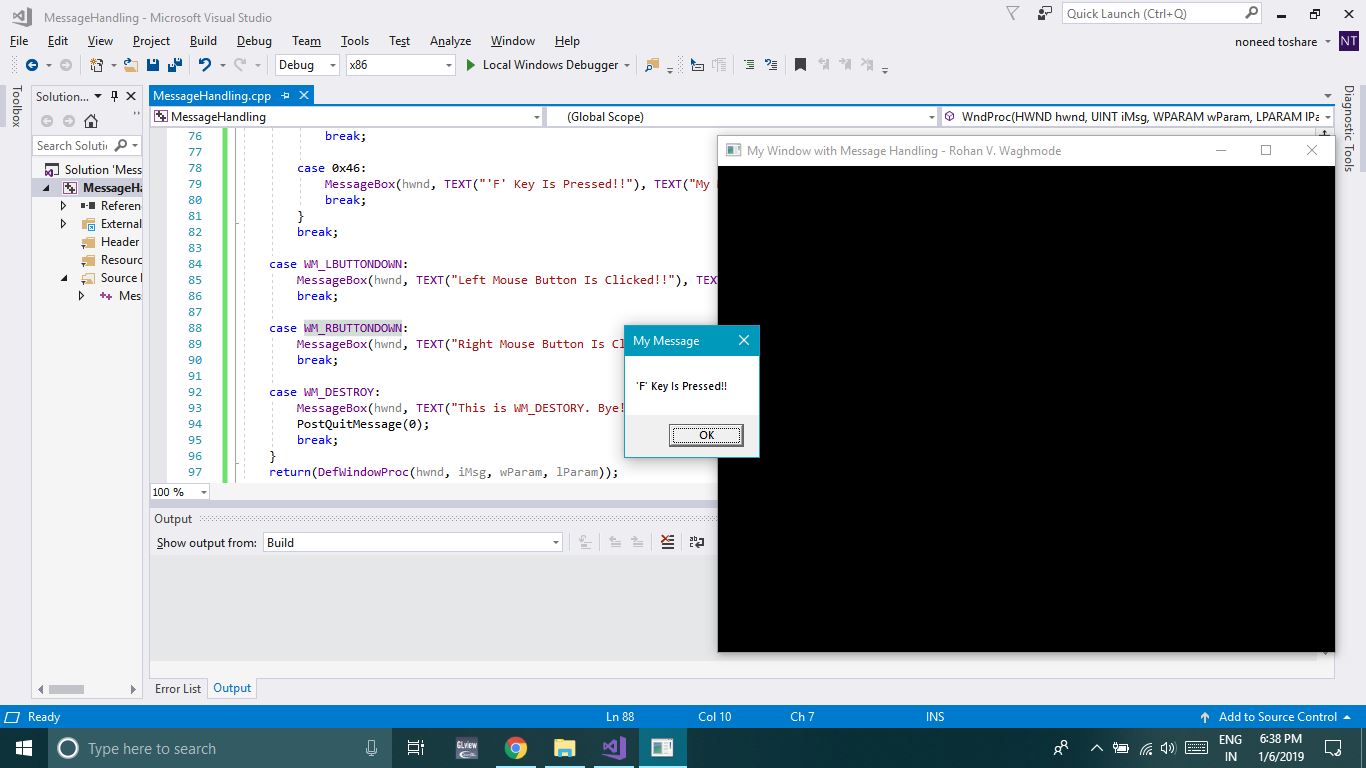 MessageHandling - Microsoft Visual Studio
Quick Launch (Ctrl+Q)
File Edit View Project Build Debug Team Tools Test Analyze Window Help
noneed toshare NT
Debug x86 Local Windows Debugger
Toolbox
Solution...
Search Soluti
Solution 'Mess
MessageHa
Referen
External
Header
Resourc
Source
Mess
MessageHandling.cpp
MessageHandling (Global Scope) WndProc(HWND hwnd, UINT iMsg, WPARAM wParam, LPARAM lPa
76 break;
77
78 case 0x46:
79 MessageBox(hwnd, TEXT("'F' Key Is Pressed!!"), TEXT("My
80 break;
81 }
82 break;
83
84 case WM_LBUTTONDOWN:
85 MessageBox(hwnd, TEXT("Left Mouse Button Is Clicked!!"), TEX
86 break;
87
88 case WM_RBUTTONDOWN:
89 MessageBox(hwnd, TEXT("Right Mouse Button Is Cl
90 break;
91
92 case WM_DESTROY:
93 MessageBox(hwnd, TEXT("This is WM_DESTORY. Bye!
94 PostQuitMessage(0);
95 break;
96 }
97 return(DefWindowProc(hwnd, iMsg, wParam, lParam));
100 %
My Window with Message Handling - Rohan V. Waghmode
My Message
'F' Key Is Pressed!!
OK
Diagnostic Tools
Output
Show output from: Build
Error List Output
Ready Ln 88 Col 10 Ch 7 INS Add to Source Control
Type here to search
GLview
ENG
IN
6:38 PM
1/6/2019